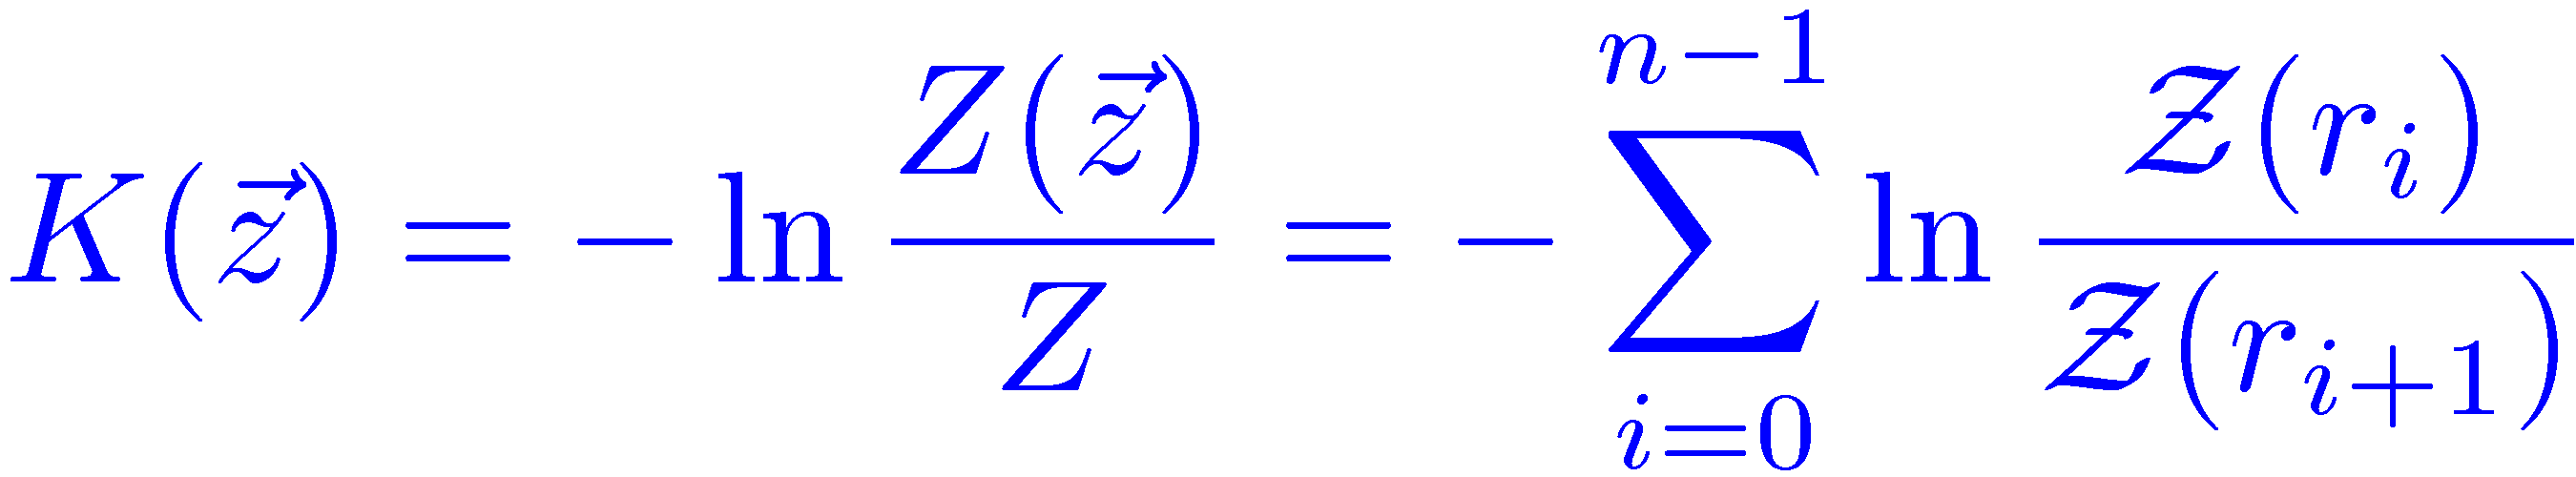 K(\vec{z}) = -\ln \frac{Z(\vec{z})}{Z} = -\sum_{i=0}^{n-1} \ln \frac{\mathcal{Z}(r_i)}{\mathcal{Z}(r_{i+1})}